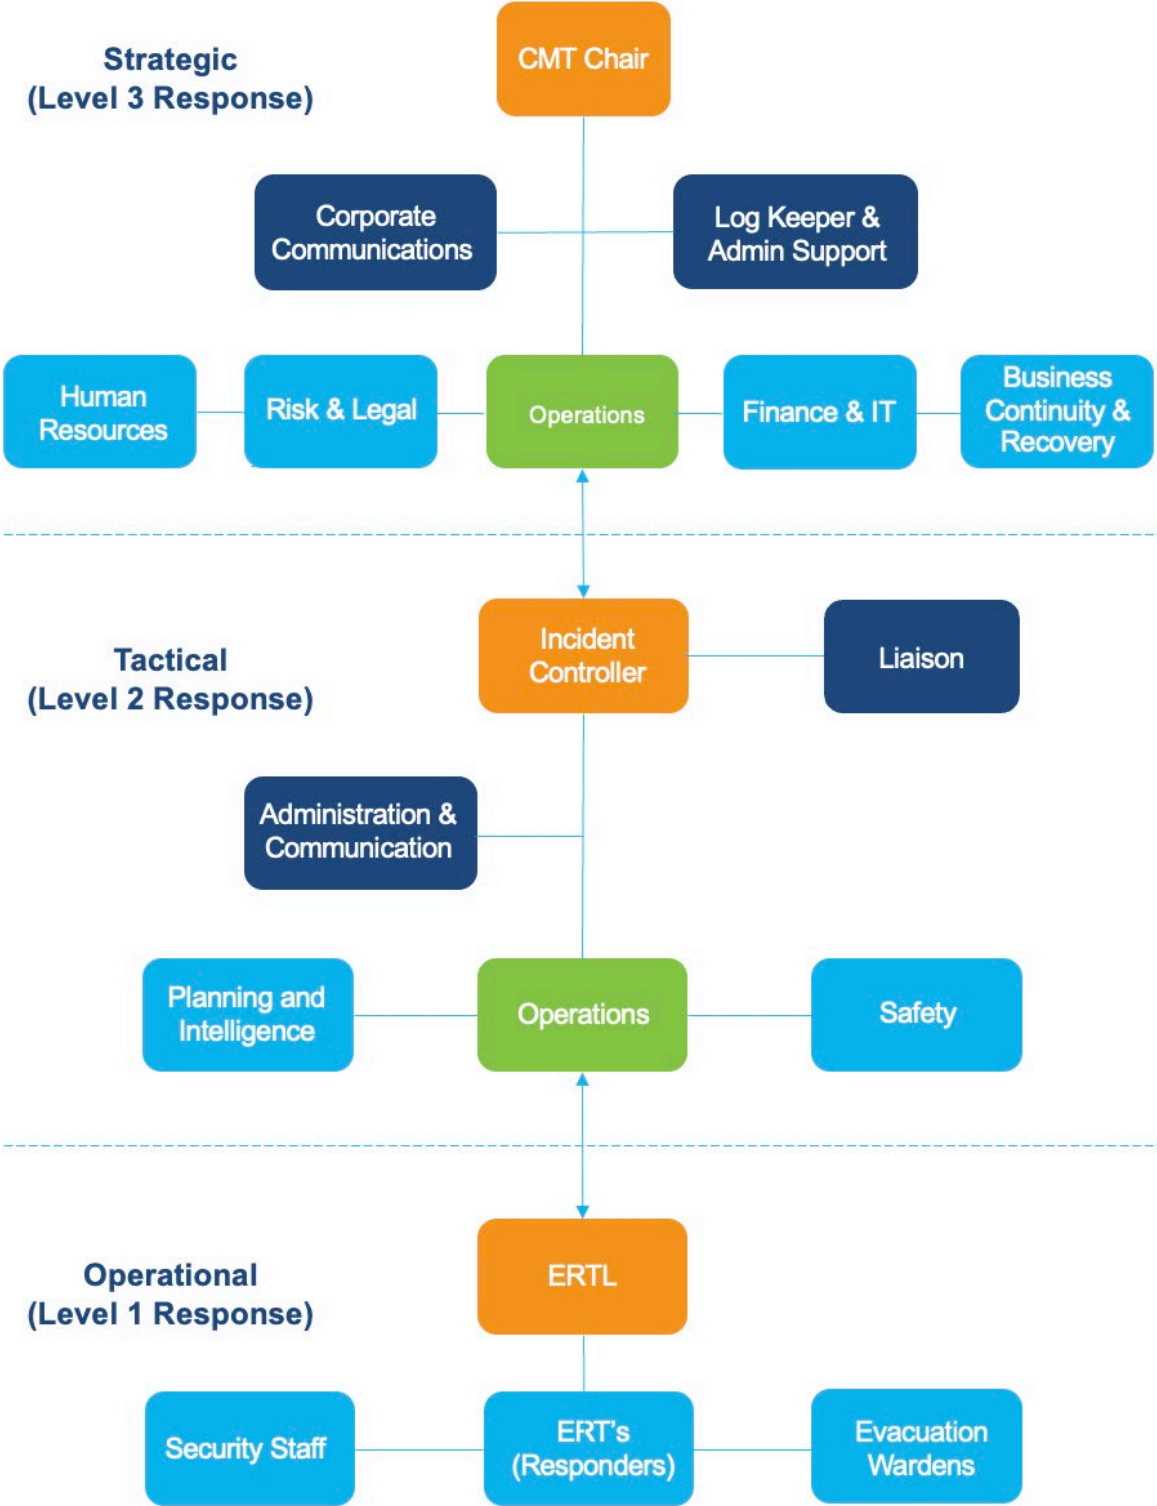 Strategic
(Level 3 Response)
CMT Chair
Corporate
Communications
Log Keeper &
Admin Support
Human
Resources
Risk & Legal
Operations
Finance & IT
Business
Continuity &
Recovery
Tactical
(Level 2 Response)
Incident
Controller
Liaison
Administration &
Communication
Planning and
Intelligence
Operations
Safety
Operational
(Level 1 Response)
ERTL
Security Staff
ERT's
(Responders)
Evacuation
Wardens